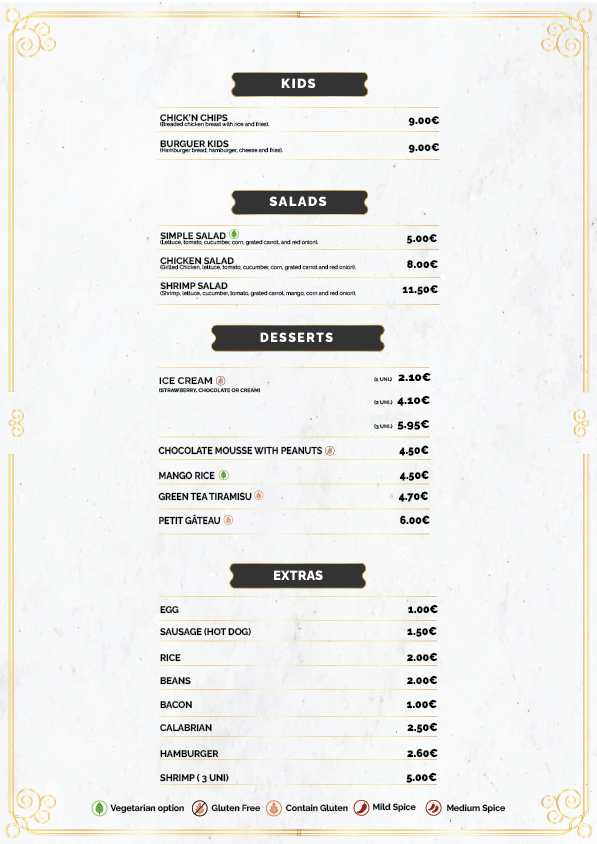 KIDS
CHICK'N CHIPS 9.00€
(Breaded chicken breast with rice and fries).
BURGUER KIDS 9.00€
(Hamburger bread, hamburger, cheese and fries).
SALADS
SIMPLE SALAD 5.00€
(Lettuce, tomato, cucumber, corn, grated carrot, and red onion).
CHICKEN SALAD 8.00€
(Grilled Chicken, lettuce, tomato, cucumber, corn, grated carrot and red onion).
SHRIMP SALAD 11.50€
(Shrimp, lettuce, cucumber, tomato, grated carrot, mango, corn and red onion).
DESSERTS
ICE CREAM (1 UNI.) 2.10€
(STRAWBERRY, CHOCOLATE OR CREAM)
(2 UNI.) 4.10€
(3 UNI.) 5.95€
CHOCOLATE MOUSSE WITH PEANUTS 4.50€
MANGO RICE 4.50€
GREEN TEA TIRAMISU 4.70€
PETIT GÂTEAU 6.00€
EXTRAS
EGG 1.00€
SAUSAGE (HOT DOG) 1.50€
RICE 2.00€
BEANS 2.00€
BACON 1.00€
CALABRIAN 2.50€
HAMBURGER 2.60€
SHRIMP ( 3 UNI) 5.00€
Vegetarian option Gluten Free Contain Gluten Mild Spice Medium Spice